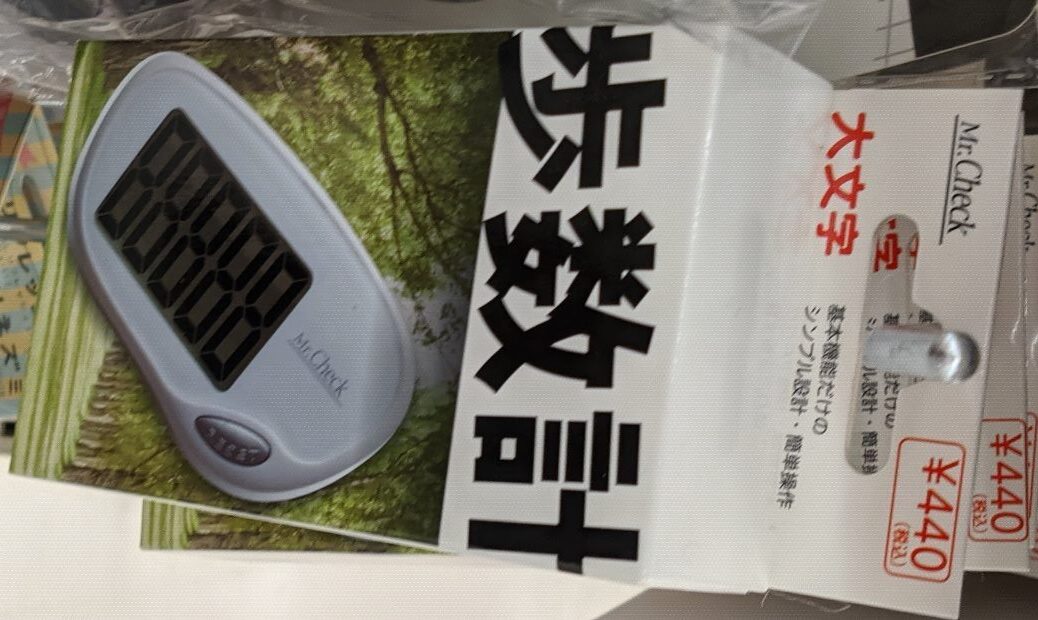 Mr.Check
大文字
基本機能だけの
シンプル設計・簡単操作
¥440
(税込)
歩数計
Mr.Check
RESET
¥440
(税込)